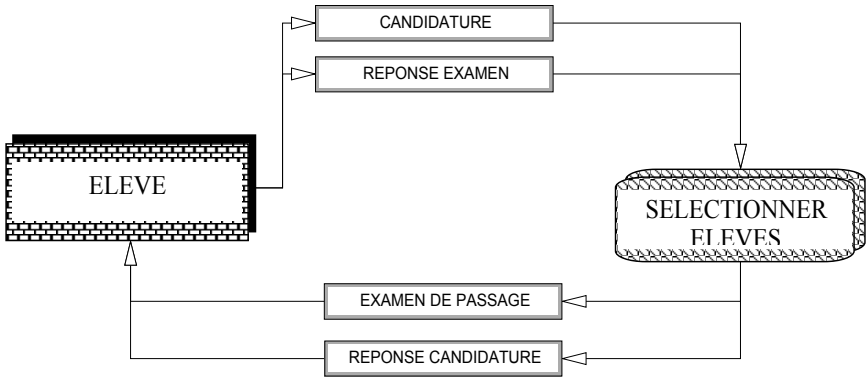 CANDIDATURE
REPONSE EXAMEN
ELEVE
SELECTIONNER
ELEVES
EXAMEN DE PASSAGE
REPONSE CANDIDATURE